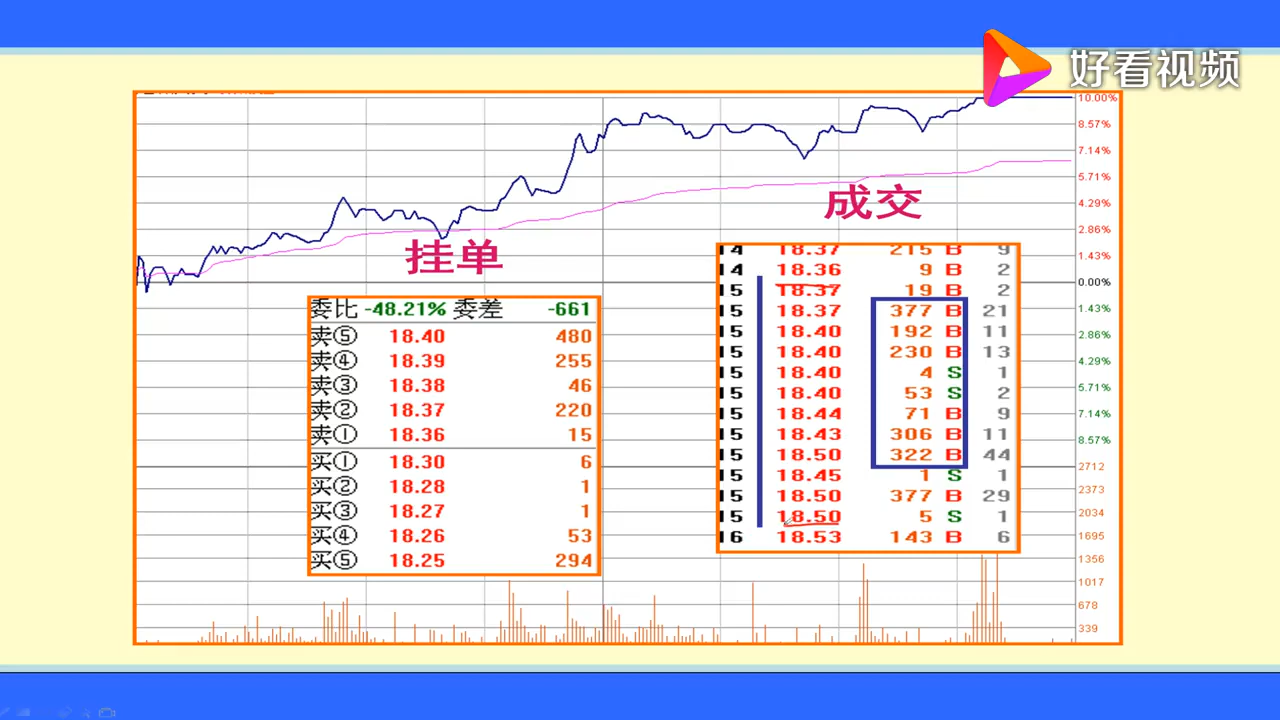 好看视频
10.00%
8.57%
7.14%
5.71%
4.29%
2.86%
1.43%
0.00%
1.43%
2.86%
4.29%
5.71%
7.14%
8.57%
2712
2373
2034
1695
1356
1017
678
339
挂单
委比 -48.21% 委差 -661
卖⑤ 18.40 480
卖④ 18.39 255
卖③ 18.38 46
卖② 18.37 220
卖① 18.36 15
买① 18.30 6
买② 18.28 1
买③ 18.27 1
买④ 18.26 53
买⑤ 18.25 294
成交
14 18.37 215 B 9
14 18.36 9 B 2
15 18.37 19 B 2
15 18.37 377 B 21
15 18.40 192 B 11
15 18.40 230 B 13
15 18.40 4 S 1
15 18.40 53 S 2
15 18.44 71 B 9
15 18.43 306 B 11
15 18.50 322 B 44
15 18.45 1 S 1
15 18.50 377 B 29
15 18.50 5 S 1
16 18.53 143 B 6